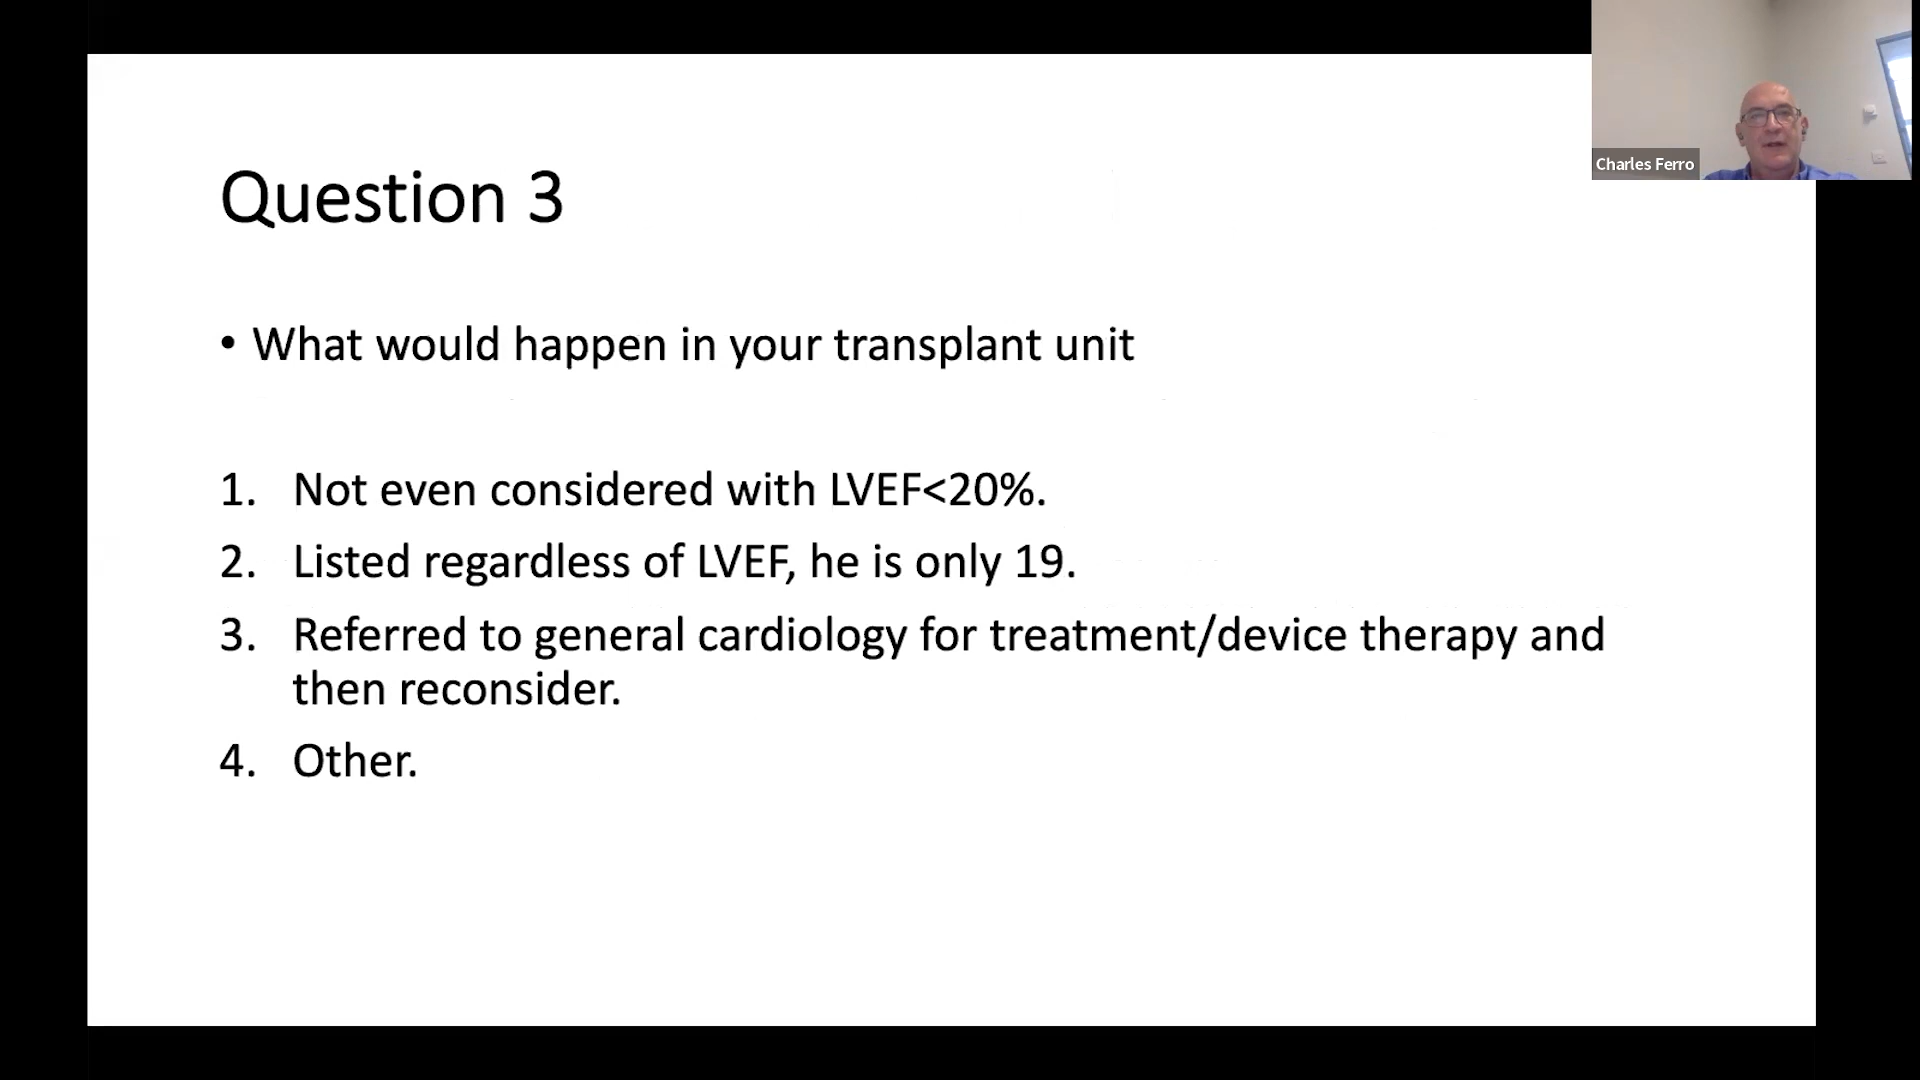 Charles Ferro
Question 3
• What would happen in your transplant unit
1. Not even considered with LVEF<20%.
2. Listed regardless of LVEF, he is only 19.
3. Referred to general cardiology for treatment/device therapy and
then reconsider.
4. Other.